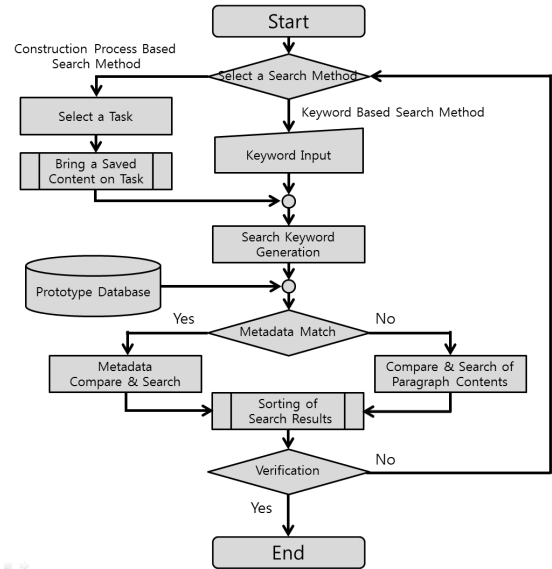 Start
Construction Process Based
Search Method
Select a Search Method
Keyword Based Search Method
Select a Task
Keyword Input
Bring a Saved
Content on Task
Search Keyword
Generation
Prototype Database
Yes
Metadata Match
No
Metadata
Compare & Search
Compare & Search of
Paragraph Contents
Sorting of
Search Results
Verification
No
Yes
End